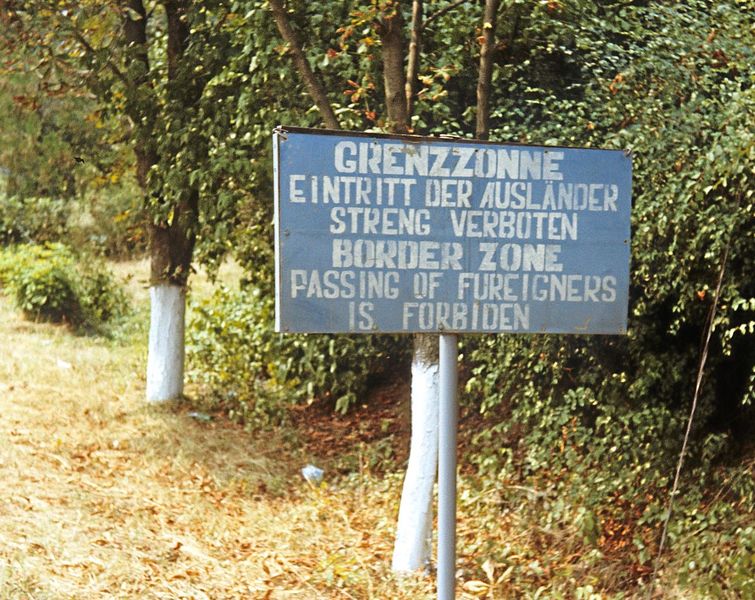 GRENZZONNE
EINTRITT DER AUSLÄNDER
STRENG VERBOTEN
BORDER ZONE
PASSING OF FUREIGNERS
IS FORBIDEN